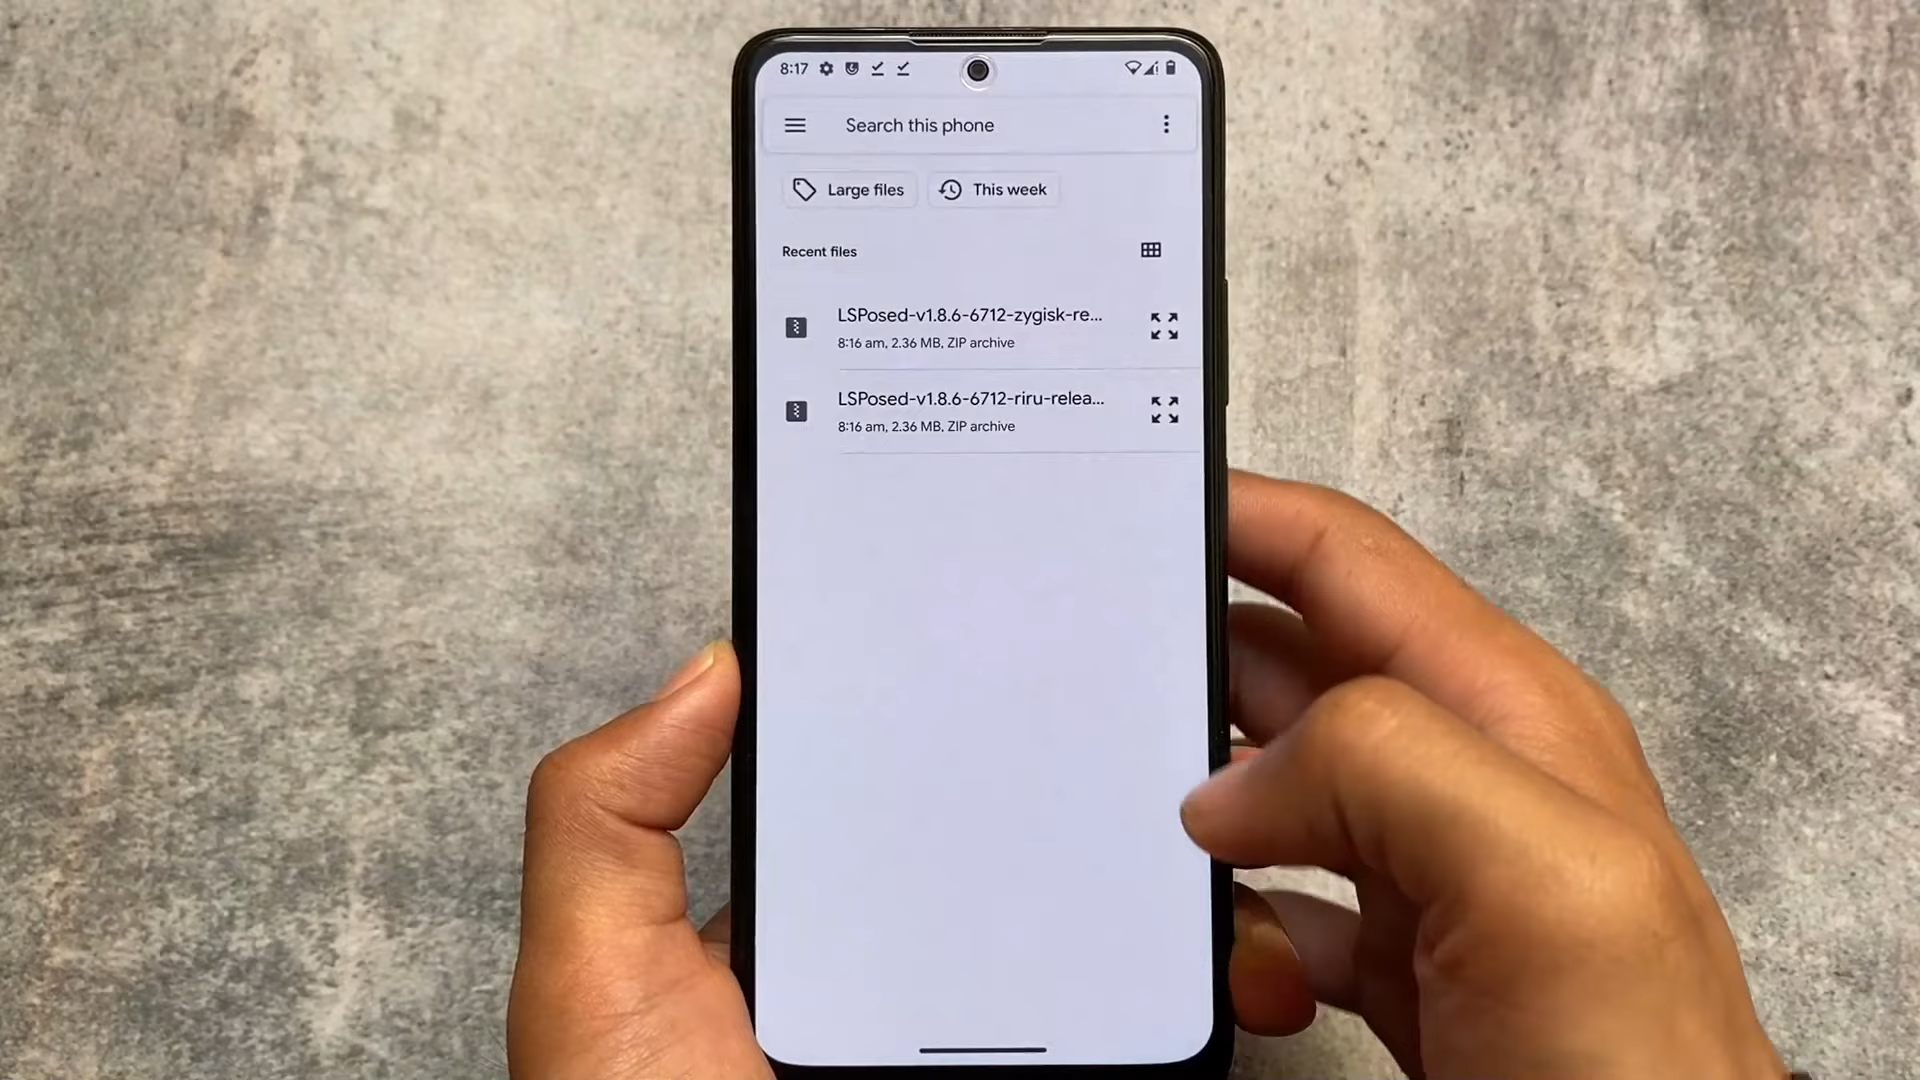 8:17
Search this phone
Large files
This week
Recent files
LSPosed-v1.8.6-6712-zygisk-re...
8:16 am, 2.36 MB, ZIP archive
LSPosed-v1.8.6-6712-riru-relea...
8:16 am, 2.36 MB, ZIP archive